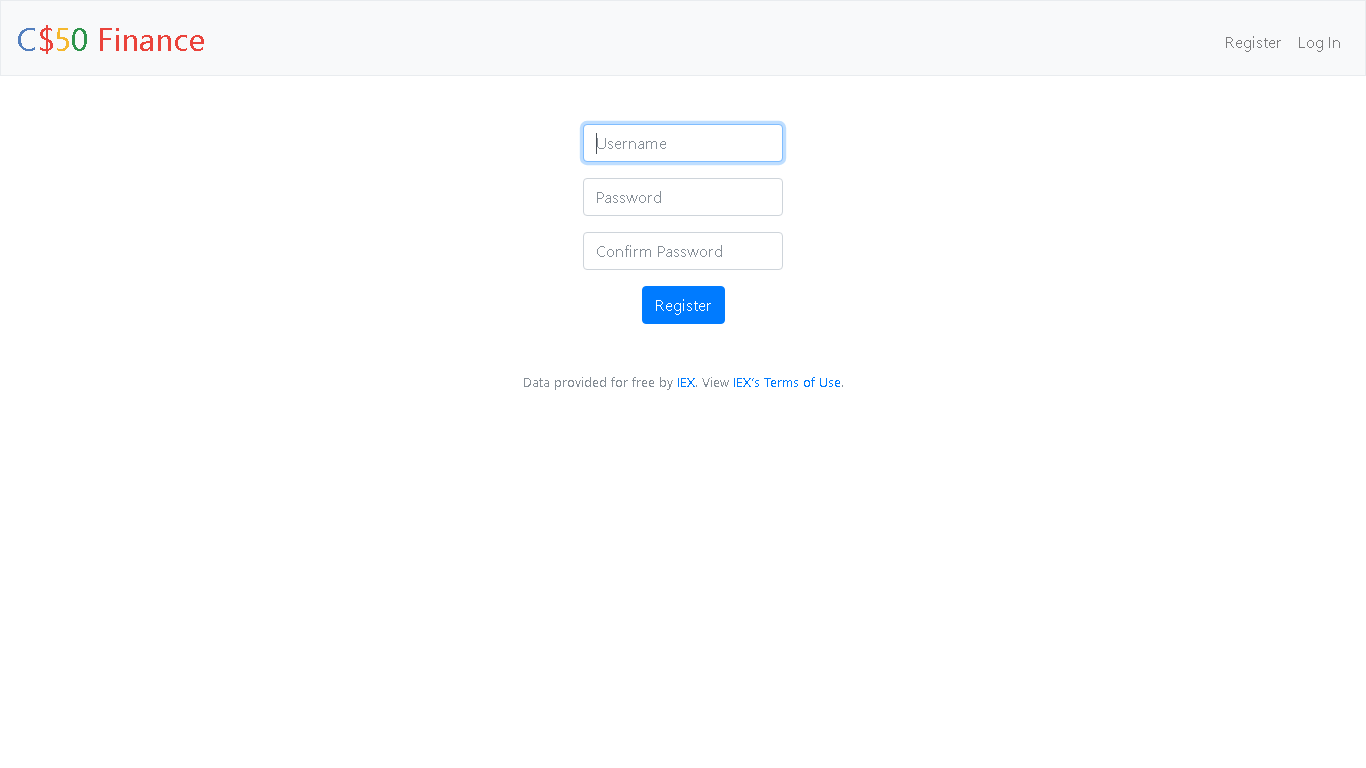 C$50 Finance
Register
Log In
Username
Password
Confirm Password
Register
Data provided for free by IEX. View IEX's Terms of Use.